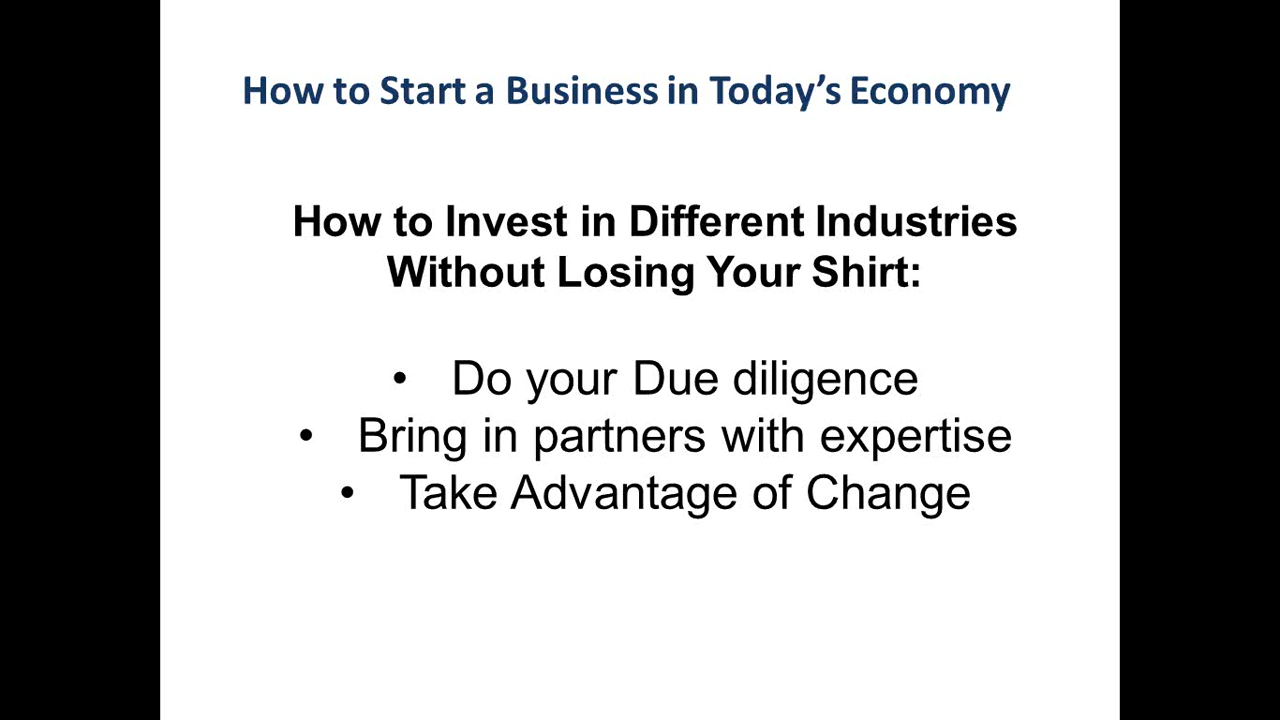 How to Start a Business in Today’s Economy
How to Invest in Different Industries
Without Losing Your Shirt:
• Do your Due diligence
• Bring in partners with expertise
• Take Advantage of Change